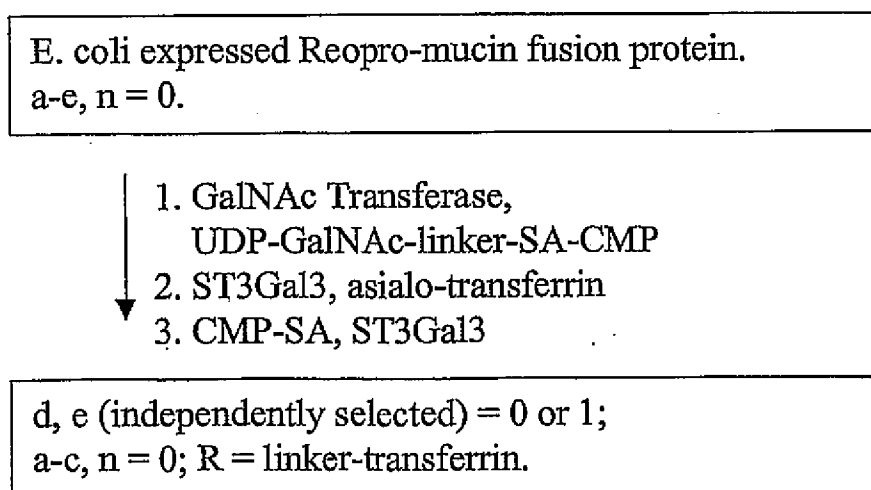 E. coli expressed Reopro-mucin fusion protein.
a-e, n = 0.
1. GalNAc Transferase,
UDP-GalNAc-linker-SA-CMP
2. ST3Gal3, asialo-transferrin
3. CMP-SA, ST3Gal3
d, e (independently selected) = 0 or 1;
a-c, n = 0; R = linker-transferrin.